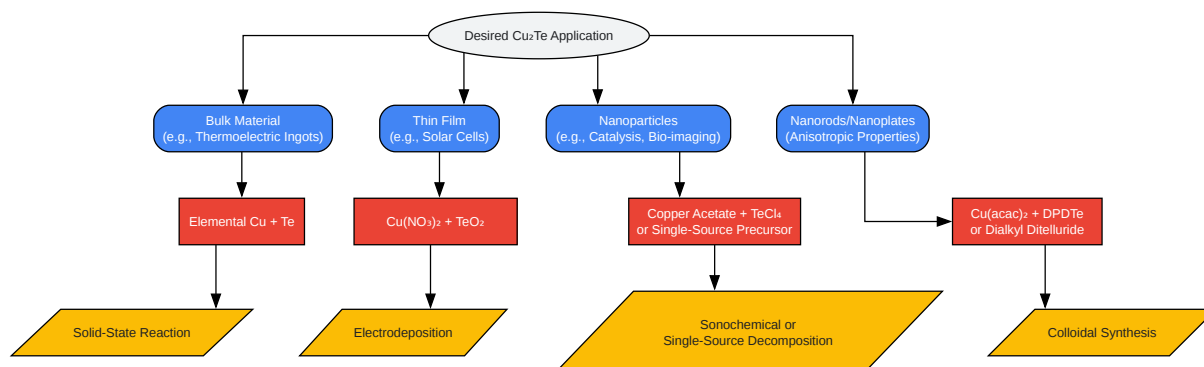 Desired Cu₂Te Application
Bulk Material
(e.g., Thermoelectric Ingots)
Thin Film
(e.g., Solar Cells)
Nanoparticles
(e.g., Catalysis, Bio-imaging)
Nanorods/Nanoplates
(Anisotropic Properties)
Elemental Cu + Te
Cu(NO₃)₂ + TeO₂
Copper Acetate + TeCl₄
or Single-Source Precursor
Cu(acac)₂ + DPDTe
or Dialkyl Ditelluride
Solid-State Reaction
Electrodeposition
Sonochemical or
Single-Source Decomposition
Colloidal Synthesis